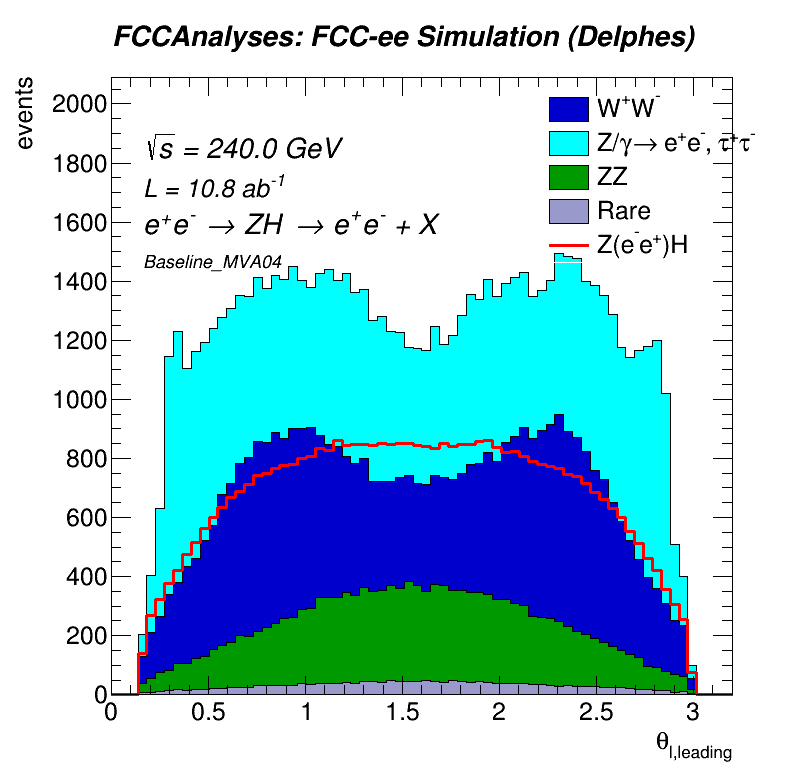 FCCAnalyses: FCC-ee Simulation (Delphes)
events
2000
1800
1600
1400
1200
1000
800
600
400
200
0
√s = 240.0 GeV
L = 10.8 ab⁻¹
e⁺e⁻ → ZH → e⁺e⁻ + X
Baseline_MVA04
W⁺W⁻
Z/γ→ e⁺e⁻, τ⁺τ⁻
ZZ
Rare
Z(e⁻e⁺)H
0 0.5 1 1.5 2 2.5 3
θ_l,leading